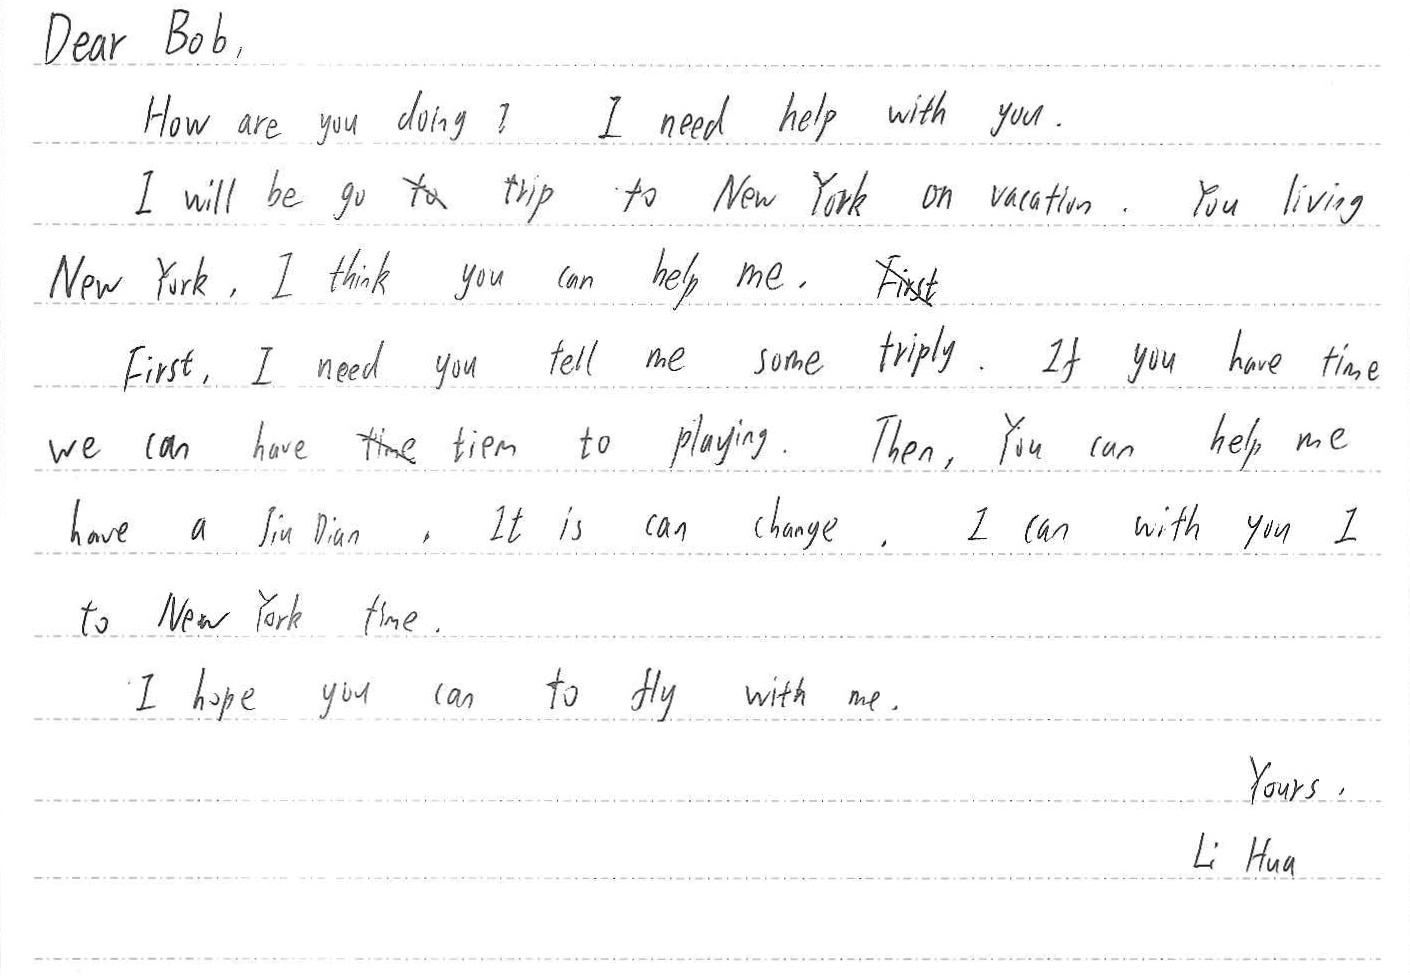 Dear Bob,
How are you doing? I need help with you.
I will be go to trip to New York on vacation. You living
New York, I think you can help me. First
First, I need you tell me some triply. If you have time
we can have time tiem to playing. Then, You can help me
have a Jiu Dian, It is can change. I can with you I
to New York time.
I hope you can to fly with me.
Yours,
Li Hua